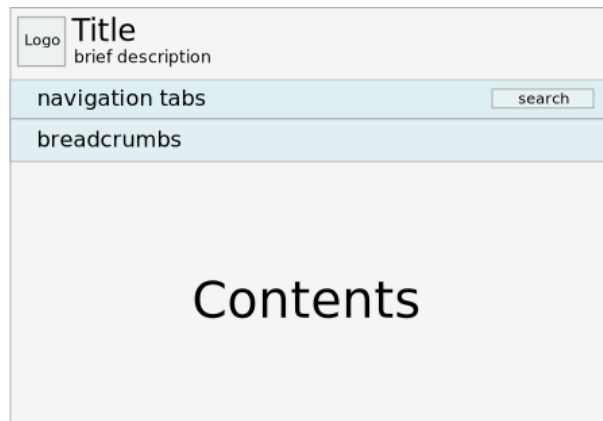 Logo
Title
brief description
navigation tabs
search
breadcrumbs
Contents